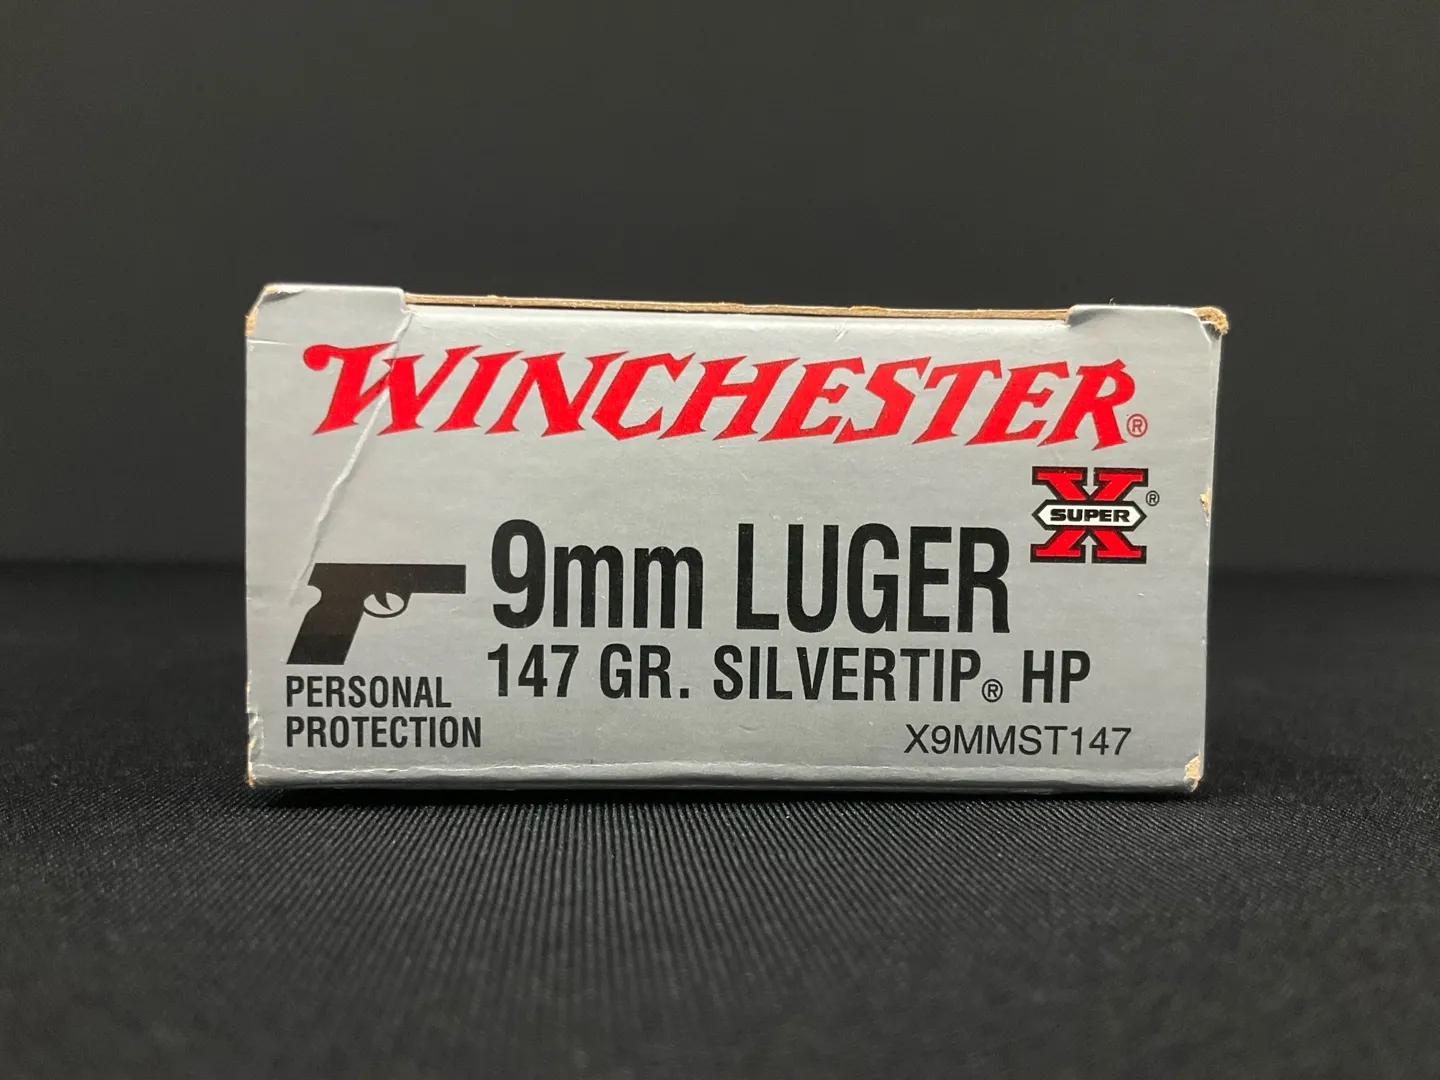 WINCHESTER®
X SUPER ®
9mm LUGER
147 GR. SILVERTIP® HP
PERSONAL
PROTECTION
X9MMST147